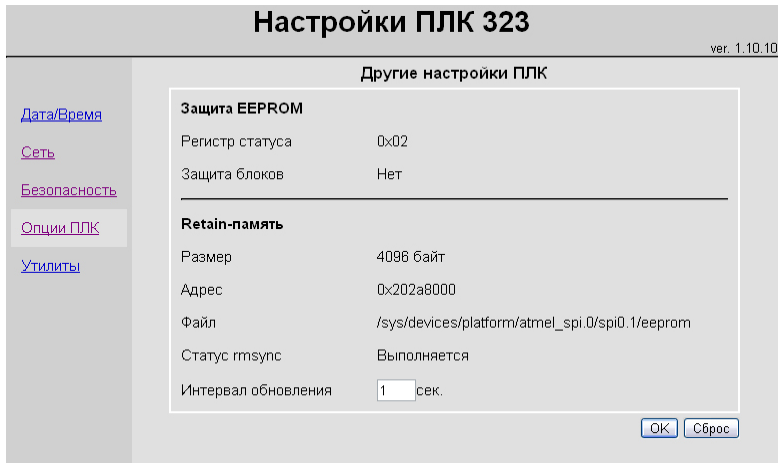 Настройки ПЛК 323
ver. 1.10.10
Другие настройки ПЛК
Дата/Время
Сеть
Безопасность
Опции ПЛК
Утилиты
Защита EEPROM
Регистр статуса 0x02
Защита блоков Нет
Retain-память
Размер 4096 байт
Адрес 0x202a8000
Файл /sys/devices/platform/atmel_spi.0/spi0.1/eeprom
Статус rmsync Выполняется
Интервал обновления 1 сек.
OK Сброс